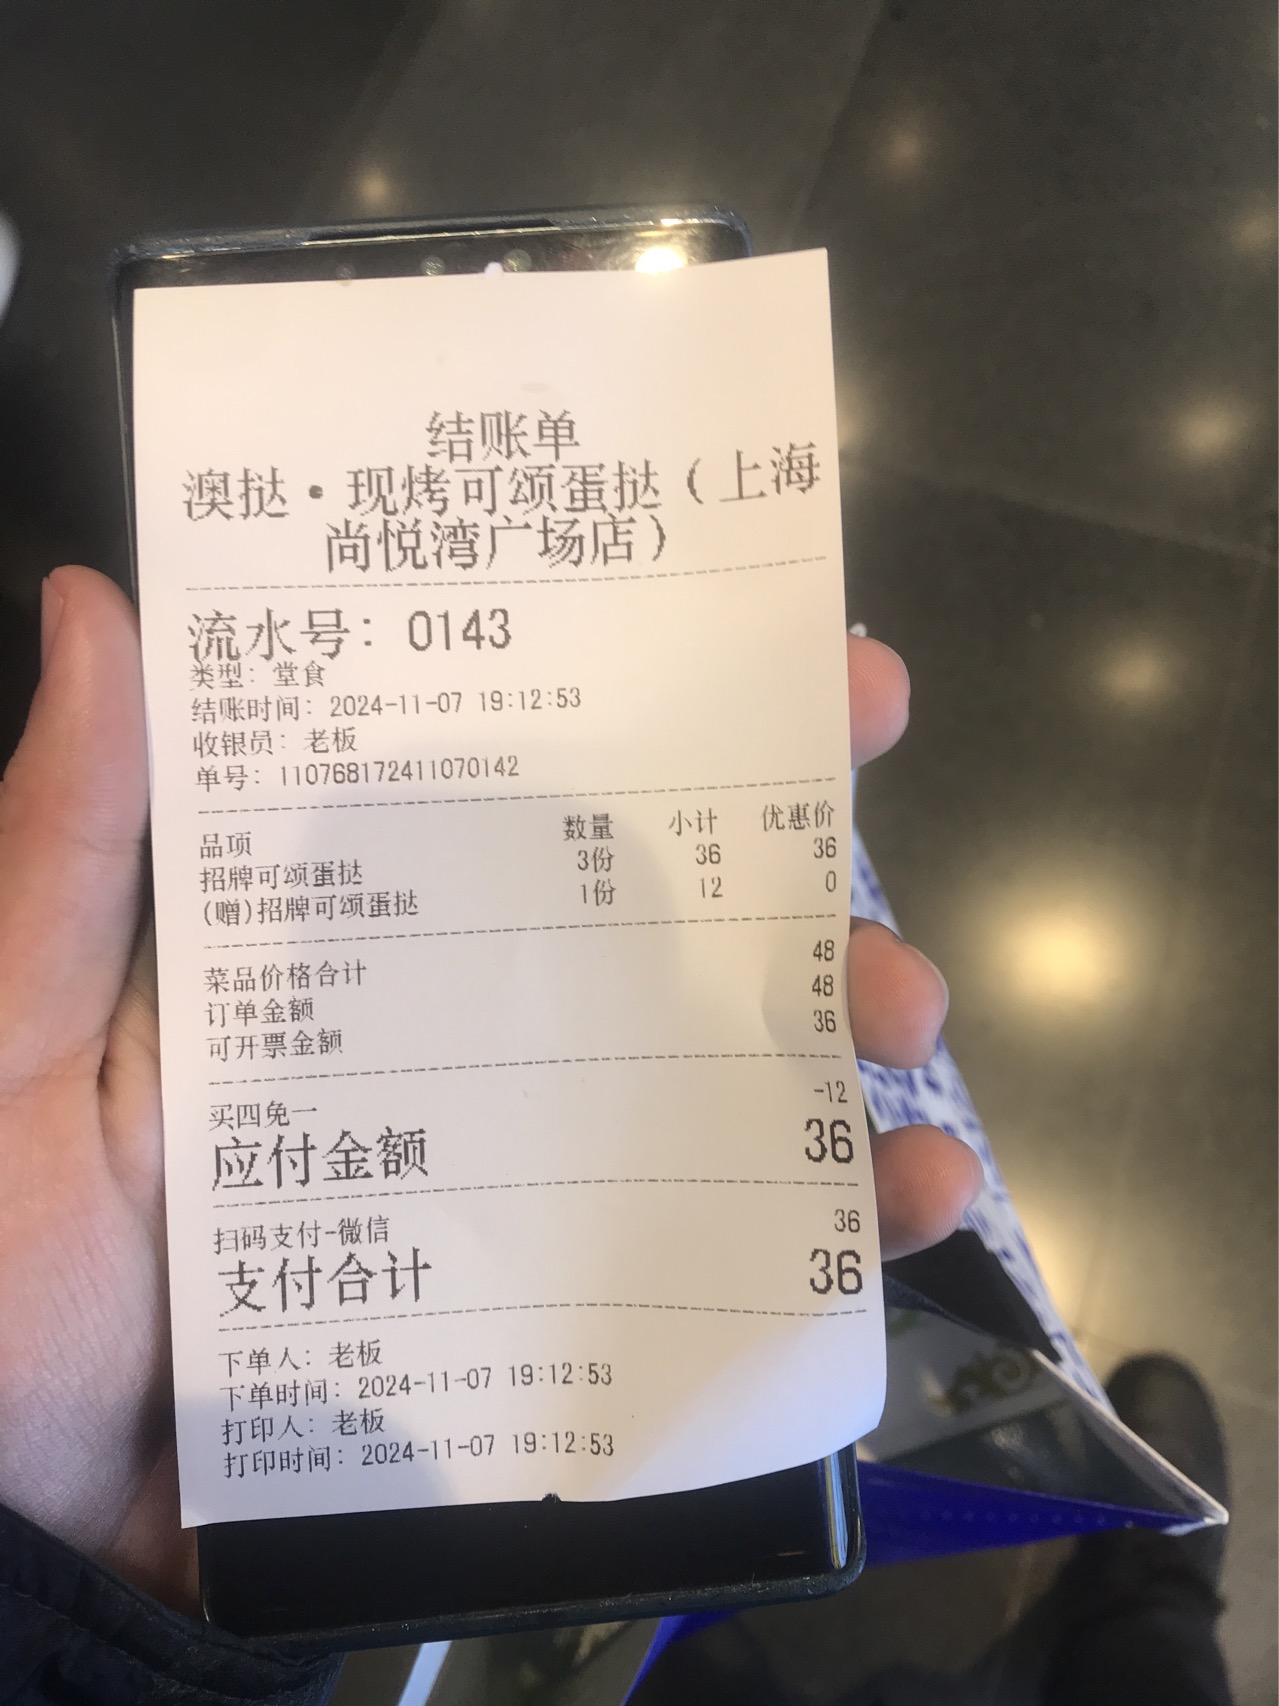 结账单
澳挞·现烤可颂蛋挞（上海
尚悦湾广场店）
流水号： 0143
类型：堂食
结账时间：2024-11-07 19:12:53
收银员：老板
单号：110768172411070142
品项 数量 小计 优惠价
招牌可颂蛋挞 3份 36 36
(赠)招牌可颂蛋挞 1份 12 0
菜品价格合计 48
订单金额 48
可开票金额 36
买四免一 -12
应付金额 36
扫码支付-微信 36
支付合计 36
下单人：老板
下单时间：2024-11-07 19:12:53
打印人：老板
打印时间：2024-11-07 19:12:53